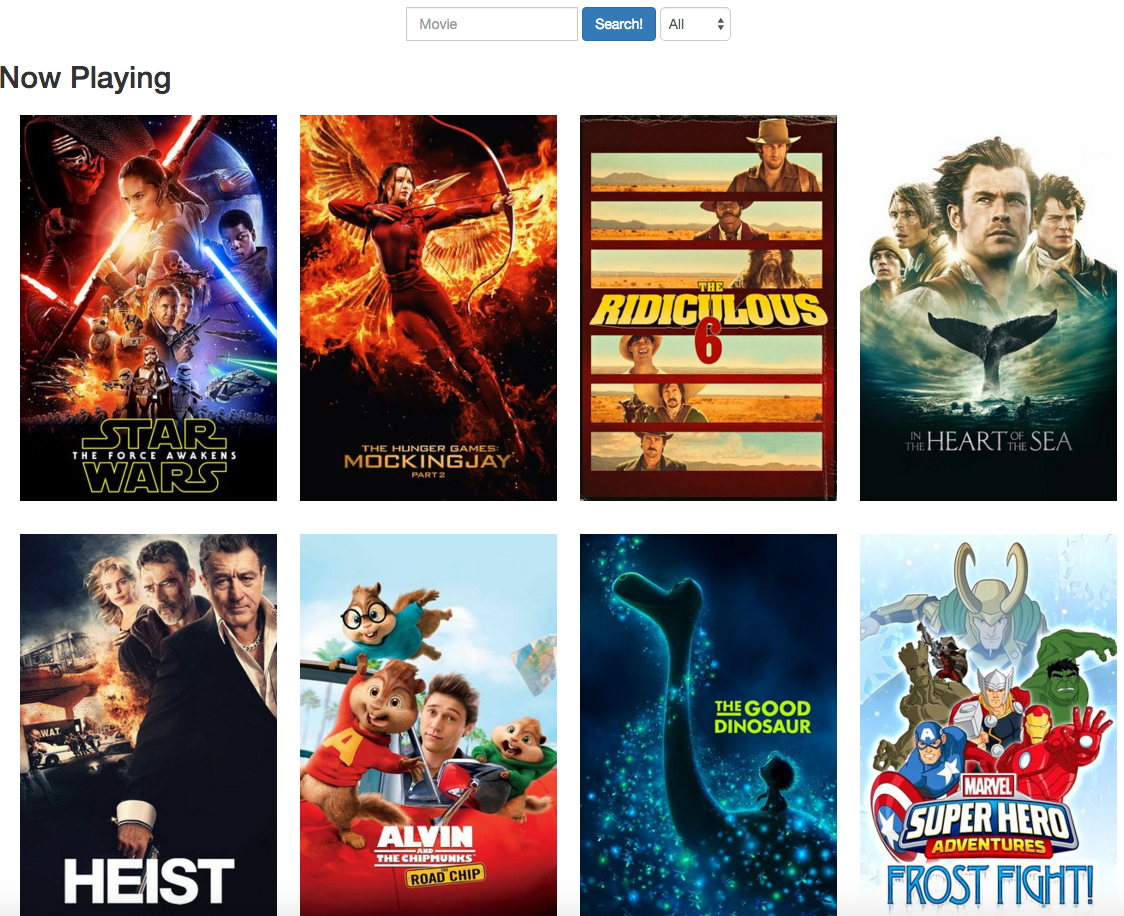 Movie Search! All
Now Playing
STAR
THE FORCE AWAKENS
WARS
THE HUNGER GAMES:
MOCKINGJAY
PART 2
THE
RIDICULOUS
6
IN THE HEART OF THE SEA
S.W.A.T.
HEIST
A
ALVIN
AND
THE CHIPMUNKS
THE
ROAD CHIP
THE GOOD
DINOSAUR
A
MARVEL
SUPER HERO
ADVENTURES
FROST FIGHT!